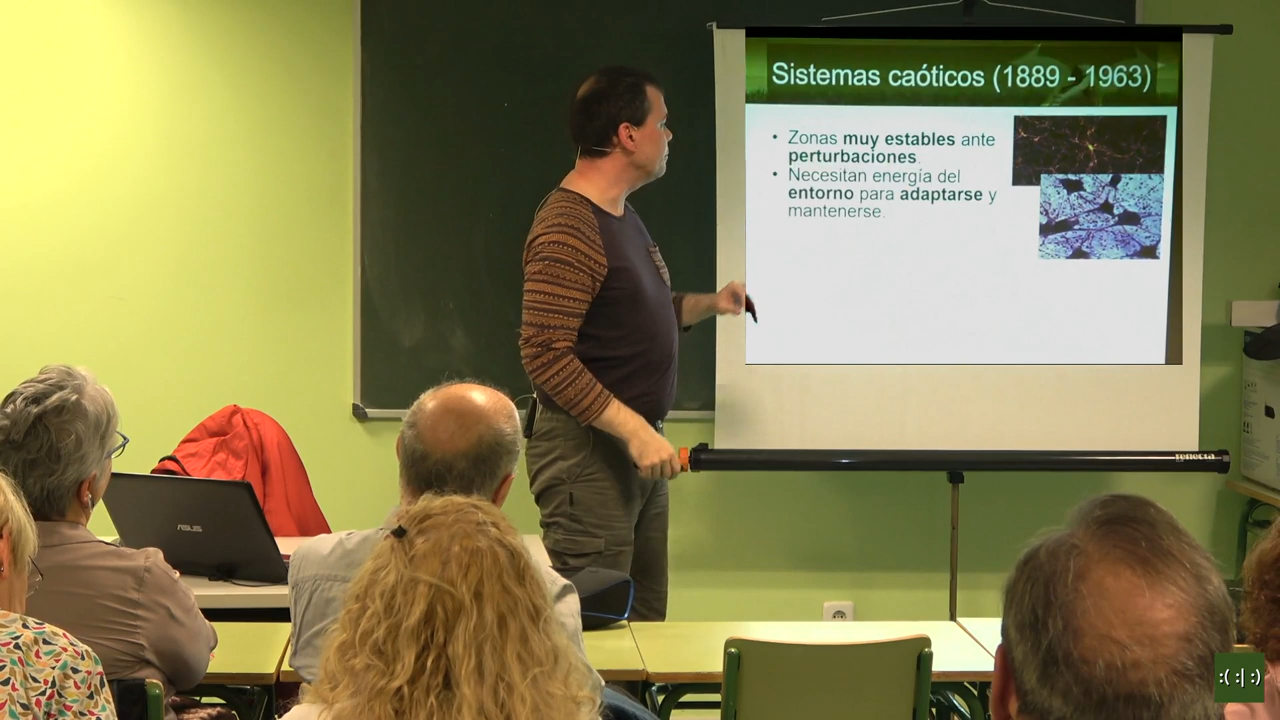 Sistemas caóticos (1889 - 1963)
• Zonas muy estables ante
perturbaciones.
• Necesitan energía del
entorno para adaptarse y
mantenerse.
reflecta
ASUS
:( :| :)